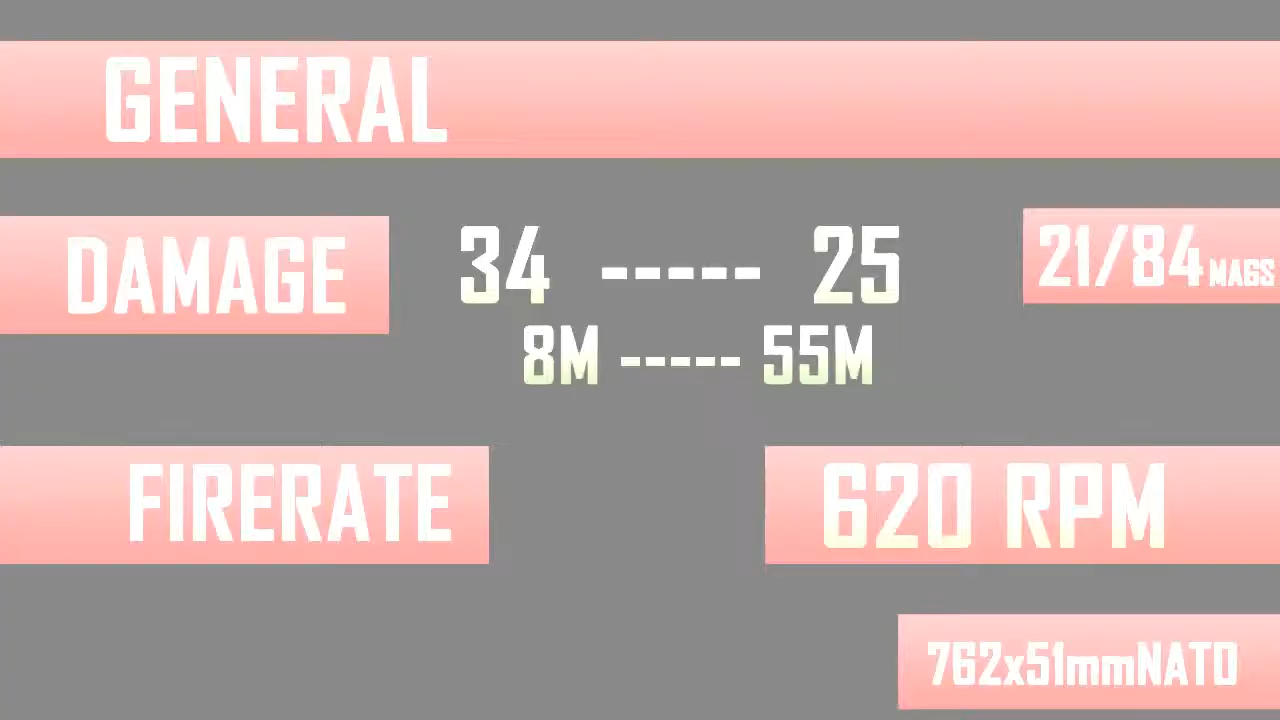 GENERAL
DAMAGE 34 ----- 25 21/84 MAGS
8M ----- 55M
FIRERATE 620 RPM
762x51mmNATO